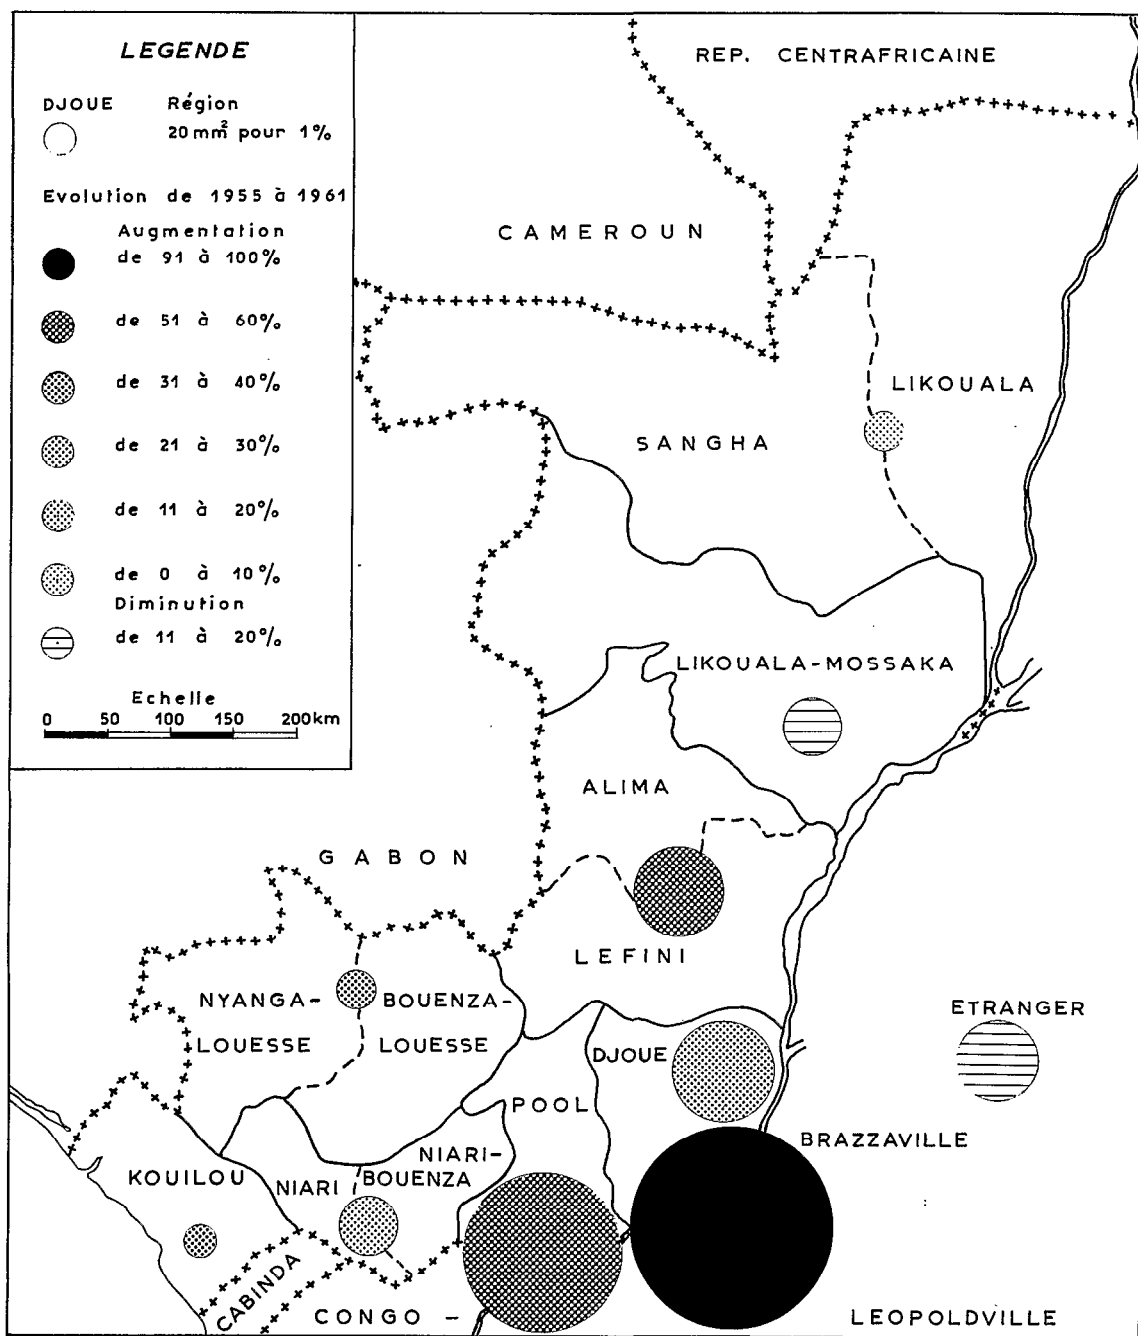 LEGENDE
DJOUE Région
20 mm² pour 1%
Evolution de 1955 à 1961
Augmentation
de 91 à 100%
de 51 à 60%
de 31 à 40%
de 21 à 30%
de 11 à 20%
de 0 à 10%
Diminution
de 11 à 20%
Echelle
0 50 100 150 200 km
REP. CENTRAFRICAINE
CAMEROUN
LIKOUALA
SANGHA
LIKOUALA-MOSSAKA
ALIMA
GABON
LEFINI
NYANGA-
LOUESSE
BOUENZA-
LOUESSE
ETRANGER
DJOUE
POOL
BRAZZAVILLE
KOUILOU
NIARI
NIARI-
BOUENZA
CABINDA
CONGO -
LEOPOLDVILLE